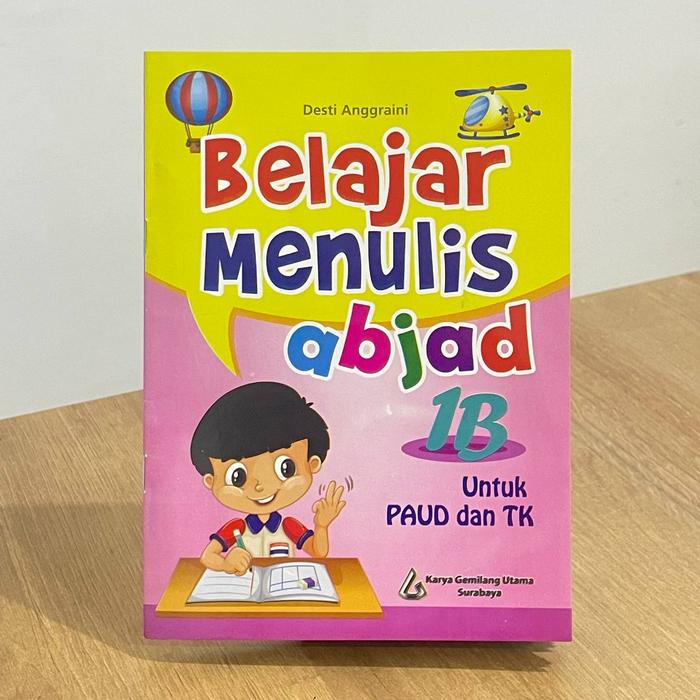 Desti Anggraini
Belajar
Menulis
abjad
1B
Untuk
PAUD dan TK
Karya Gemilang Utama
Surabaya